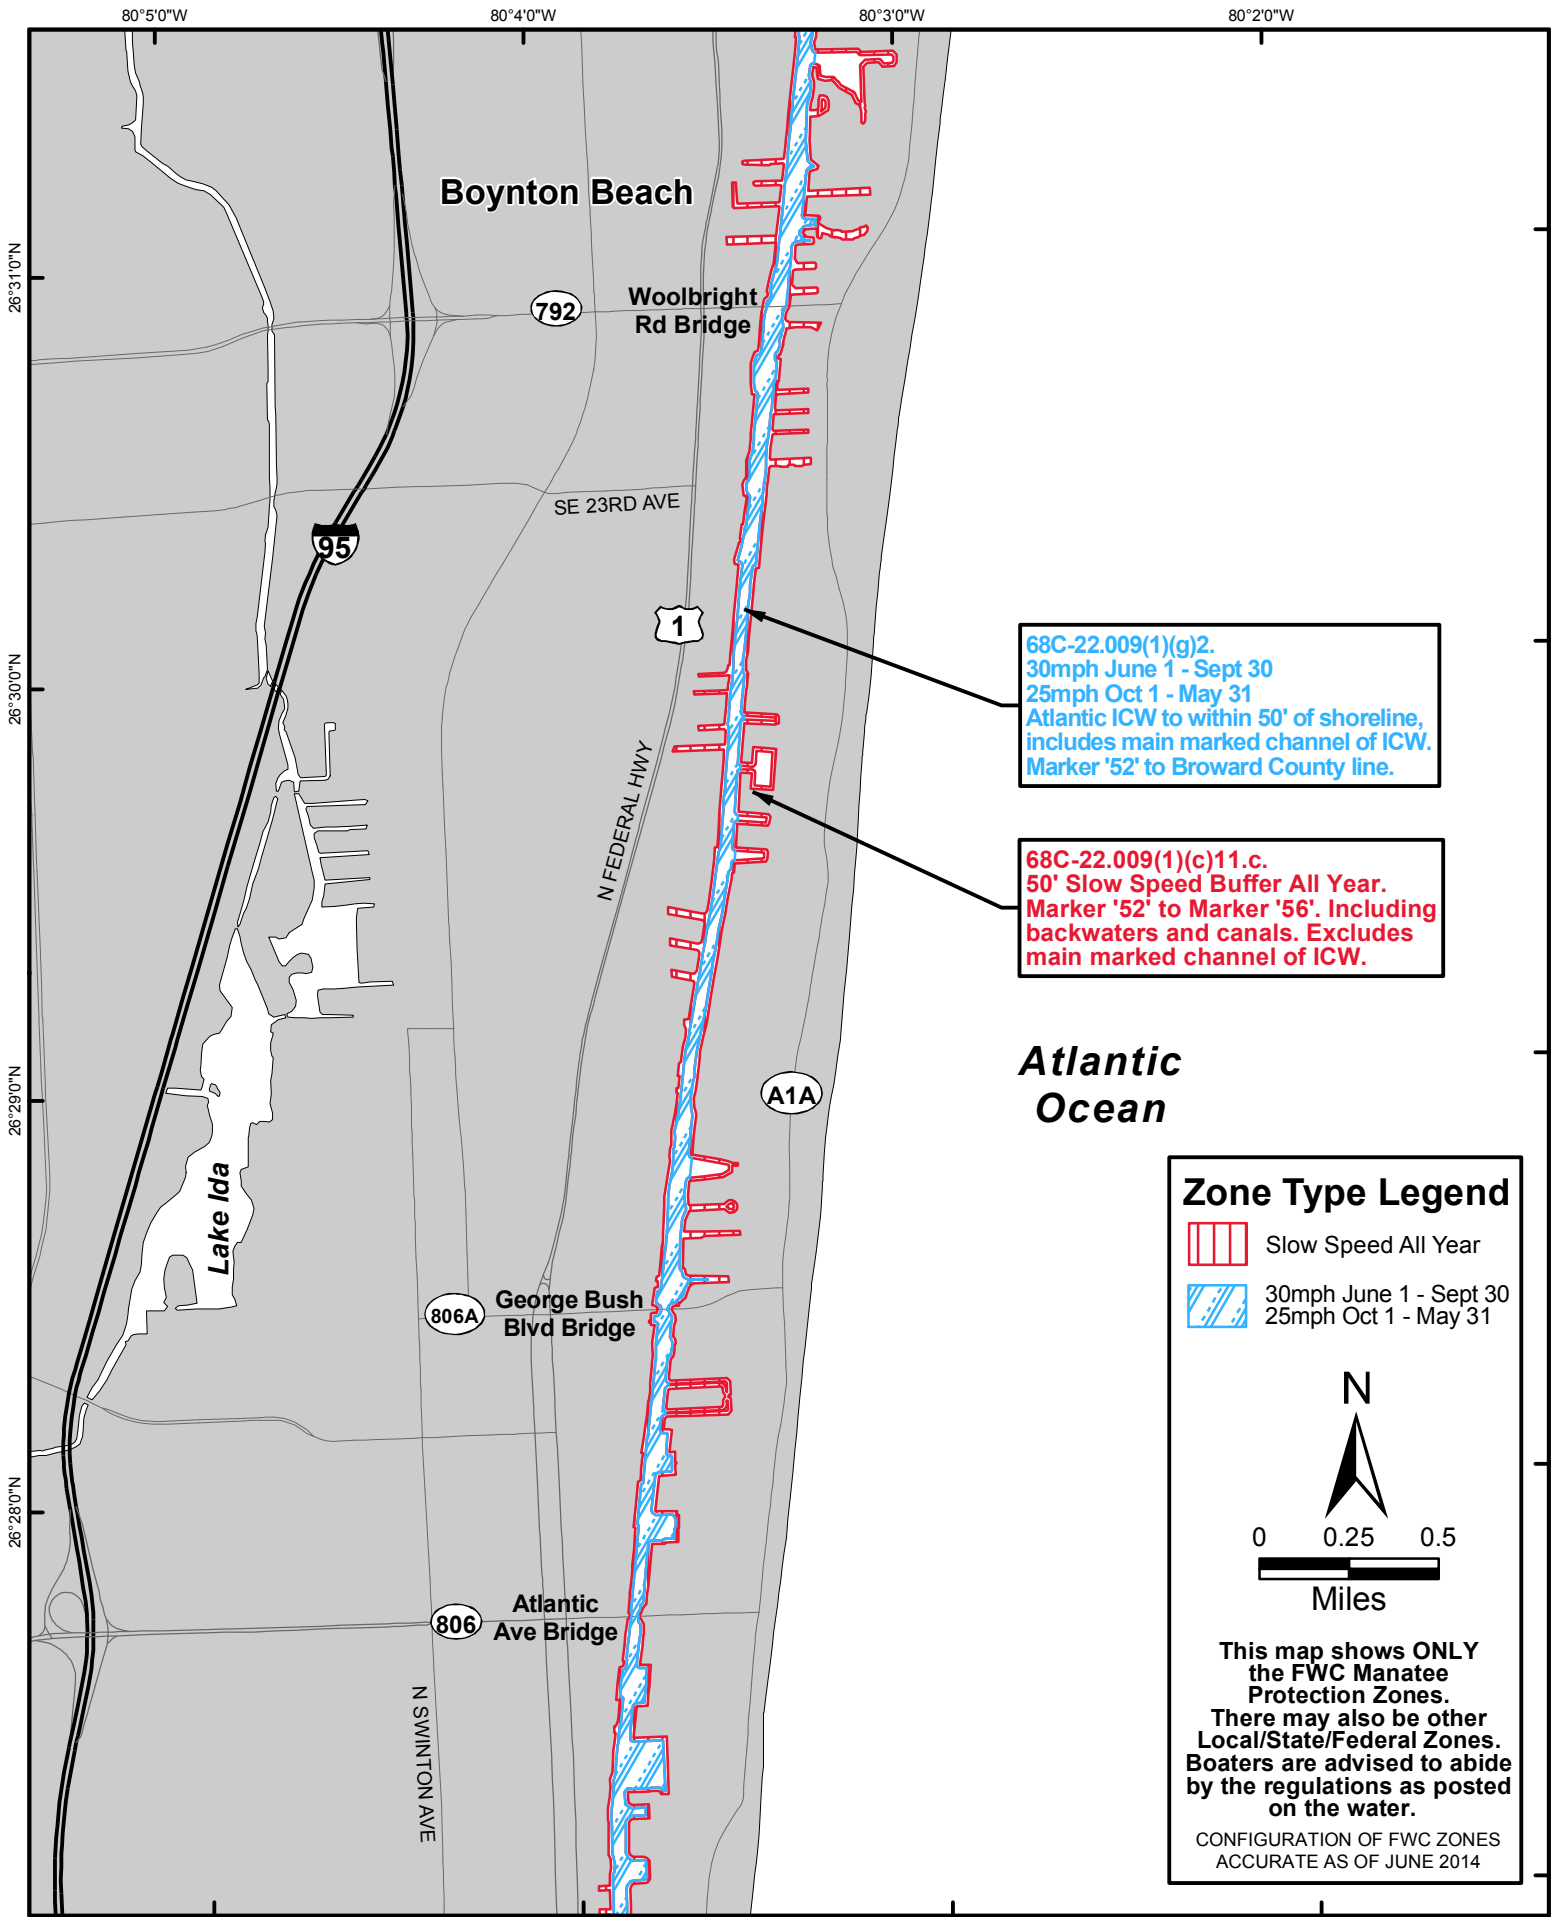 80°5'0"W
80°4'0"W
80°3'0"W
80°2'0"W
Boynton Beach
26°31'0"N
792
Woolbright
Rd Bridge
SE 23RD AVE
95
1
68C-22.009(1)(g)2.
30mph June 1 - Sept 30
25mph Oct 1 - May 31
Atlantic ICW to within 50' of shoreline,
includes main marked channel of ICW.
Marker '52' to Broward County line.
26°30'0"N
N FEDERAL HWY
68C-22.009(1)(c)11.c.
50' Slow Speed Buffer All Year.
Marker '52' to Marker '56'. Including
backwaters and canals. Excludes
main marked channel of ICW.
Atlantic
Ocean
26°29'0"N
A1A
Lake Ida
806A
George Bush
Blvd Bridge
26°28'0"N
806
Atlantic
Ave Bridge
N SWINTON AVE
Zone Type Legend
Slow Speed All Year
30mph June 1 - Sept 30
25mph Oct 1 - May 31
N
0 0.25 0.5
Miles
This map shows ONLY
the FWC Manatee
Protection Zones.
There may also be other
Local/State/Federal Zones.
Boaters are advised to abide
by the regulations as posted
on the water.
CONFIGURATION OF FWC ZONES
ACCURATE AS OF JUNE 2014